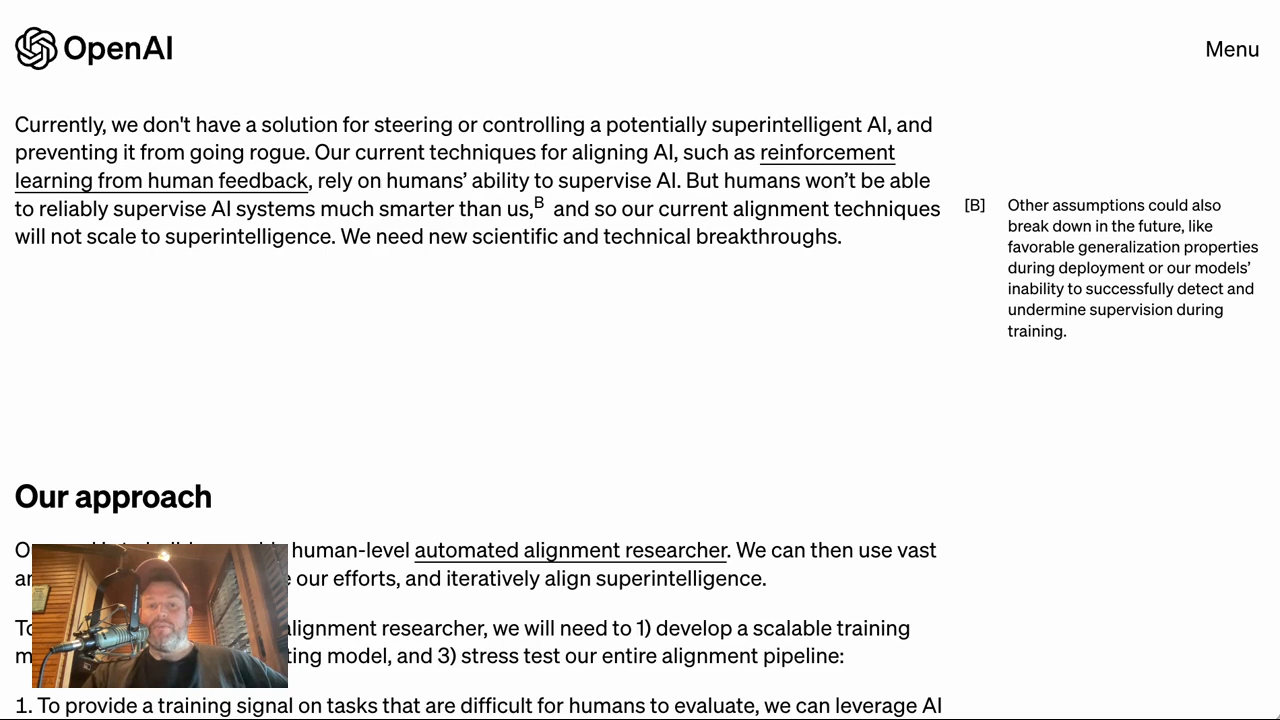 OpenAI
Menu
Currently, we don't have a solution for steering or controlling a potentially superintelligent AI, and
preventing it from going rogue. Our current techniques for aligning AI, such as reinforcement
learning from human feedback, rely on humans’ ability to supervise AI. But humans won’t be able
to reliably supervise AI systems much smarter than us,B and so our current alignment techniques
will not scale to superintelligence. We need new scientific and technical breakthroughs.
[B] Other assumptions could also
break down in the future, like
favorable generalization properties
during deployment or our models’
inability to successfully detect and
undermine supervision during
training.
Our approach
human-level automated alignment researcher. We can then use vast
our efforts, and iteratively align superintelligence.
alignment researcher, we will need to 1) develop a scalable training
model, and 3) stress test our entire alignment pipeline:
1. To provide a training signal on tasks that are difficult for humans to evaluate, we can leverage AI